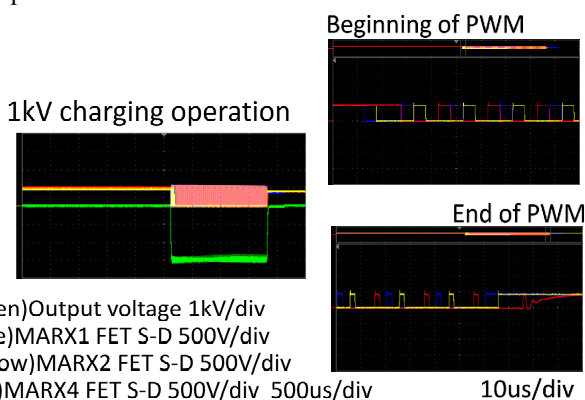 Beginning of PWM
1kV charging operation
End of PWM
en)Output voltage 1kV/div
e)MARX1 FET S-D 500V/div
ow)MARX2 FET S-D 500V/div
)MARX4 FET S-D 500V/div 500us/div
10us/div